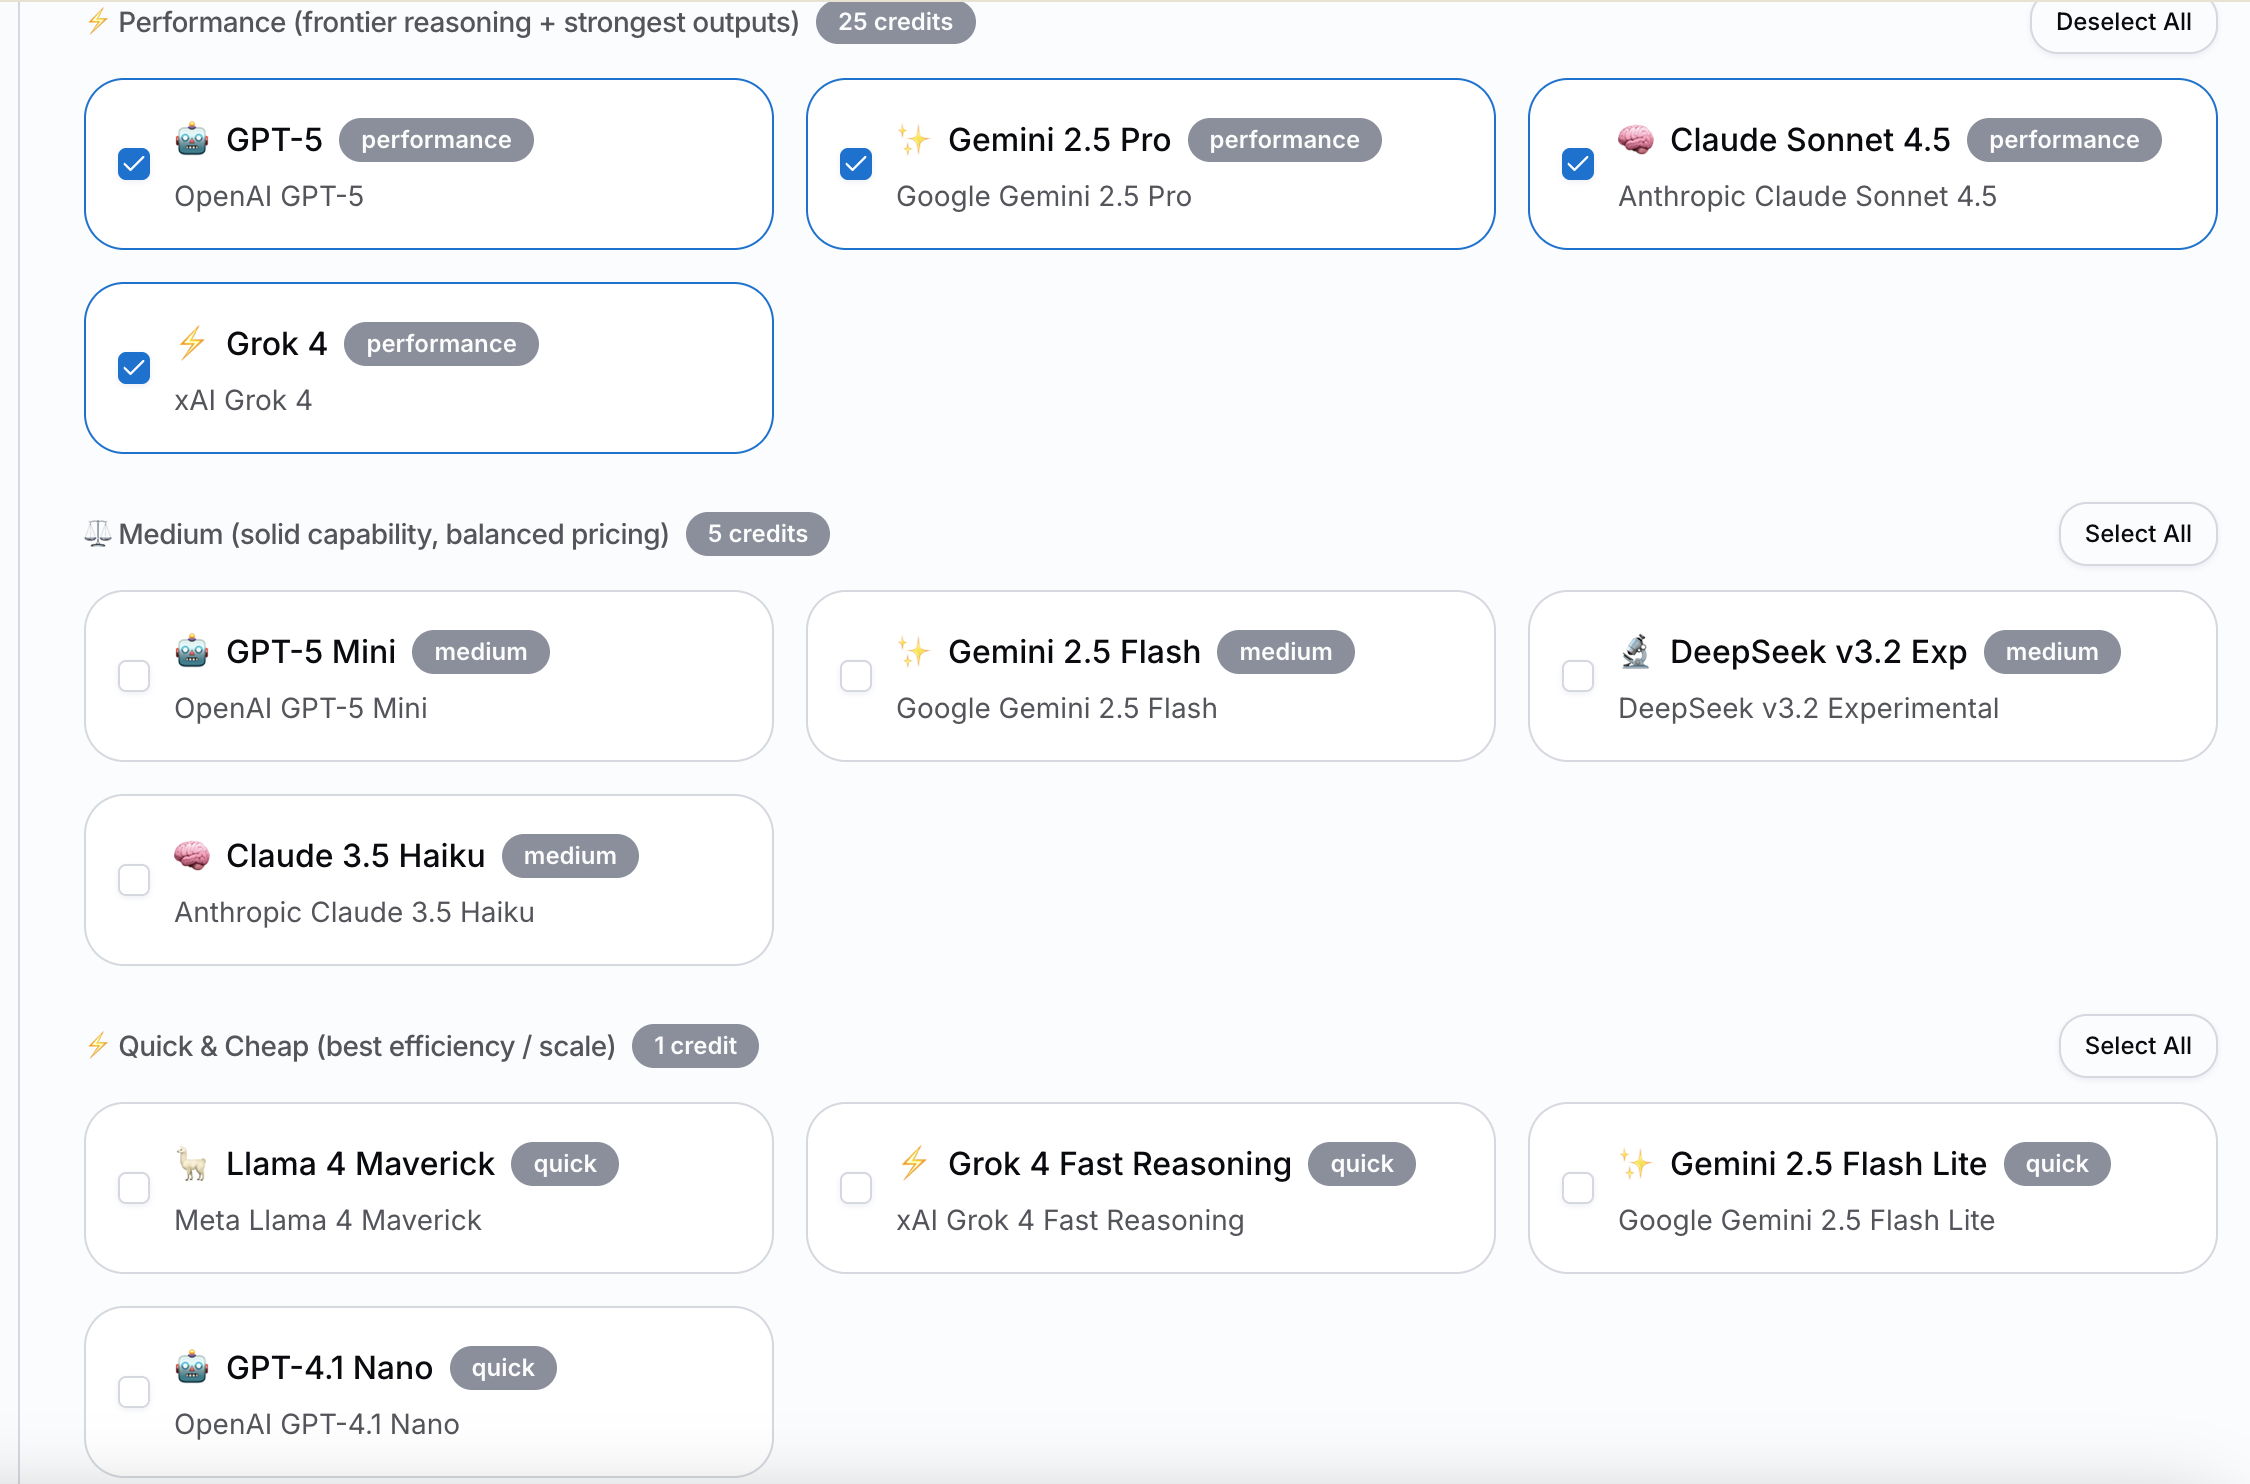 Performance (frontier reasoning + strongest outputs) 25 credits Deselect All
GPT-5 performance
OpenAI GPT-5
Gemini 2.5 Pro performance
Google Gemini 2.5 Pro
Claude Sonnet 4.5 performance
Anthropic Claude Sonnet 4.5
Grok 4 performance
xAI Grok 4
Medium (solid capability, balanced pricing) 5 credits Select All
GPT-5 Mini medium
OpenAI GPT-5 Mini
Gemini 2.5 Flash medium
Google Gemini 2.5 Flash
DeepSeek v3.2 Exp medium
DeepSeek v3.2 Experimental
Claude 3.5 Haiku medium
Anthropic Claude 3.5 Haiku
Quick & Cheap (best efficiency / scale) 1 credit Select All
Llama 4 Maverick quick
Meta Llama 4 Maverick
Grok 4 Fast Reasoning quick
xAI Grok 4 Fast Reasoning
Gemini 2.5 Flash Lite quick
Google Gemini 2.5 Flash Lite
GPT-4.1 Nano quick
OpenAI GPT-4.1 Nano